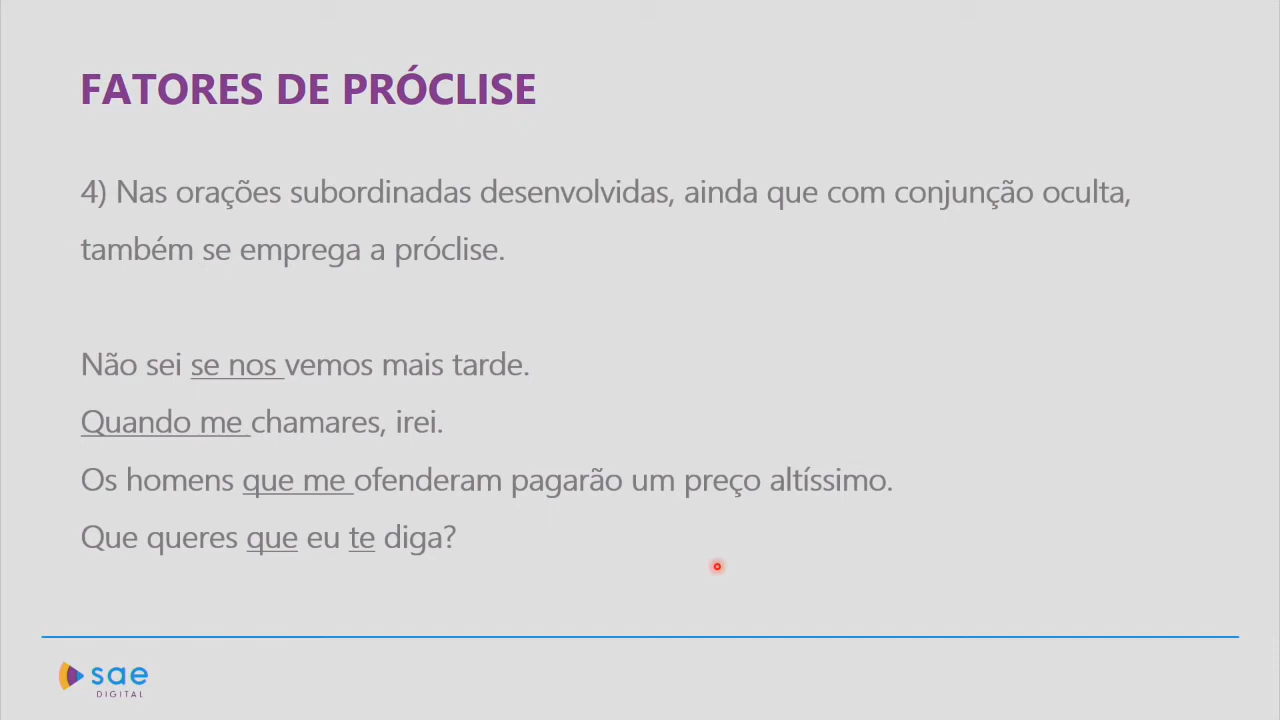 FATORES DE PRÓCLISE
4) Nas orações subordinadas desenvolvidas, ainda que com conjunção oculta,
também se emprega a próclise.
Não sei se nos vemos mais tarde.
Quando me chamares, irei.
Os homens que me ofenderam pagarão um preço altíssimo.
Que queres que eu te diga?
sae
DIGITAL